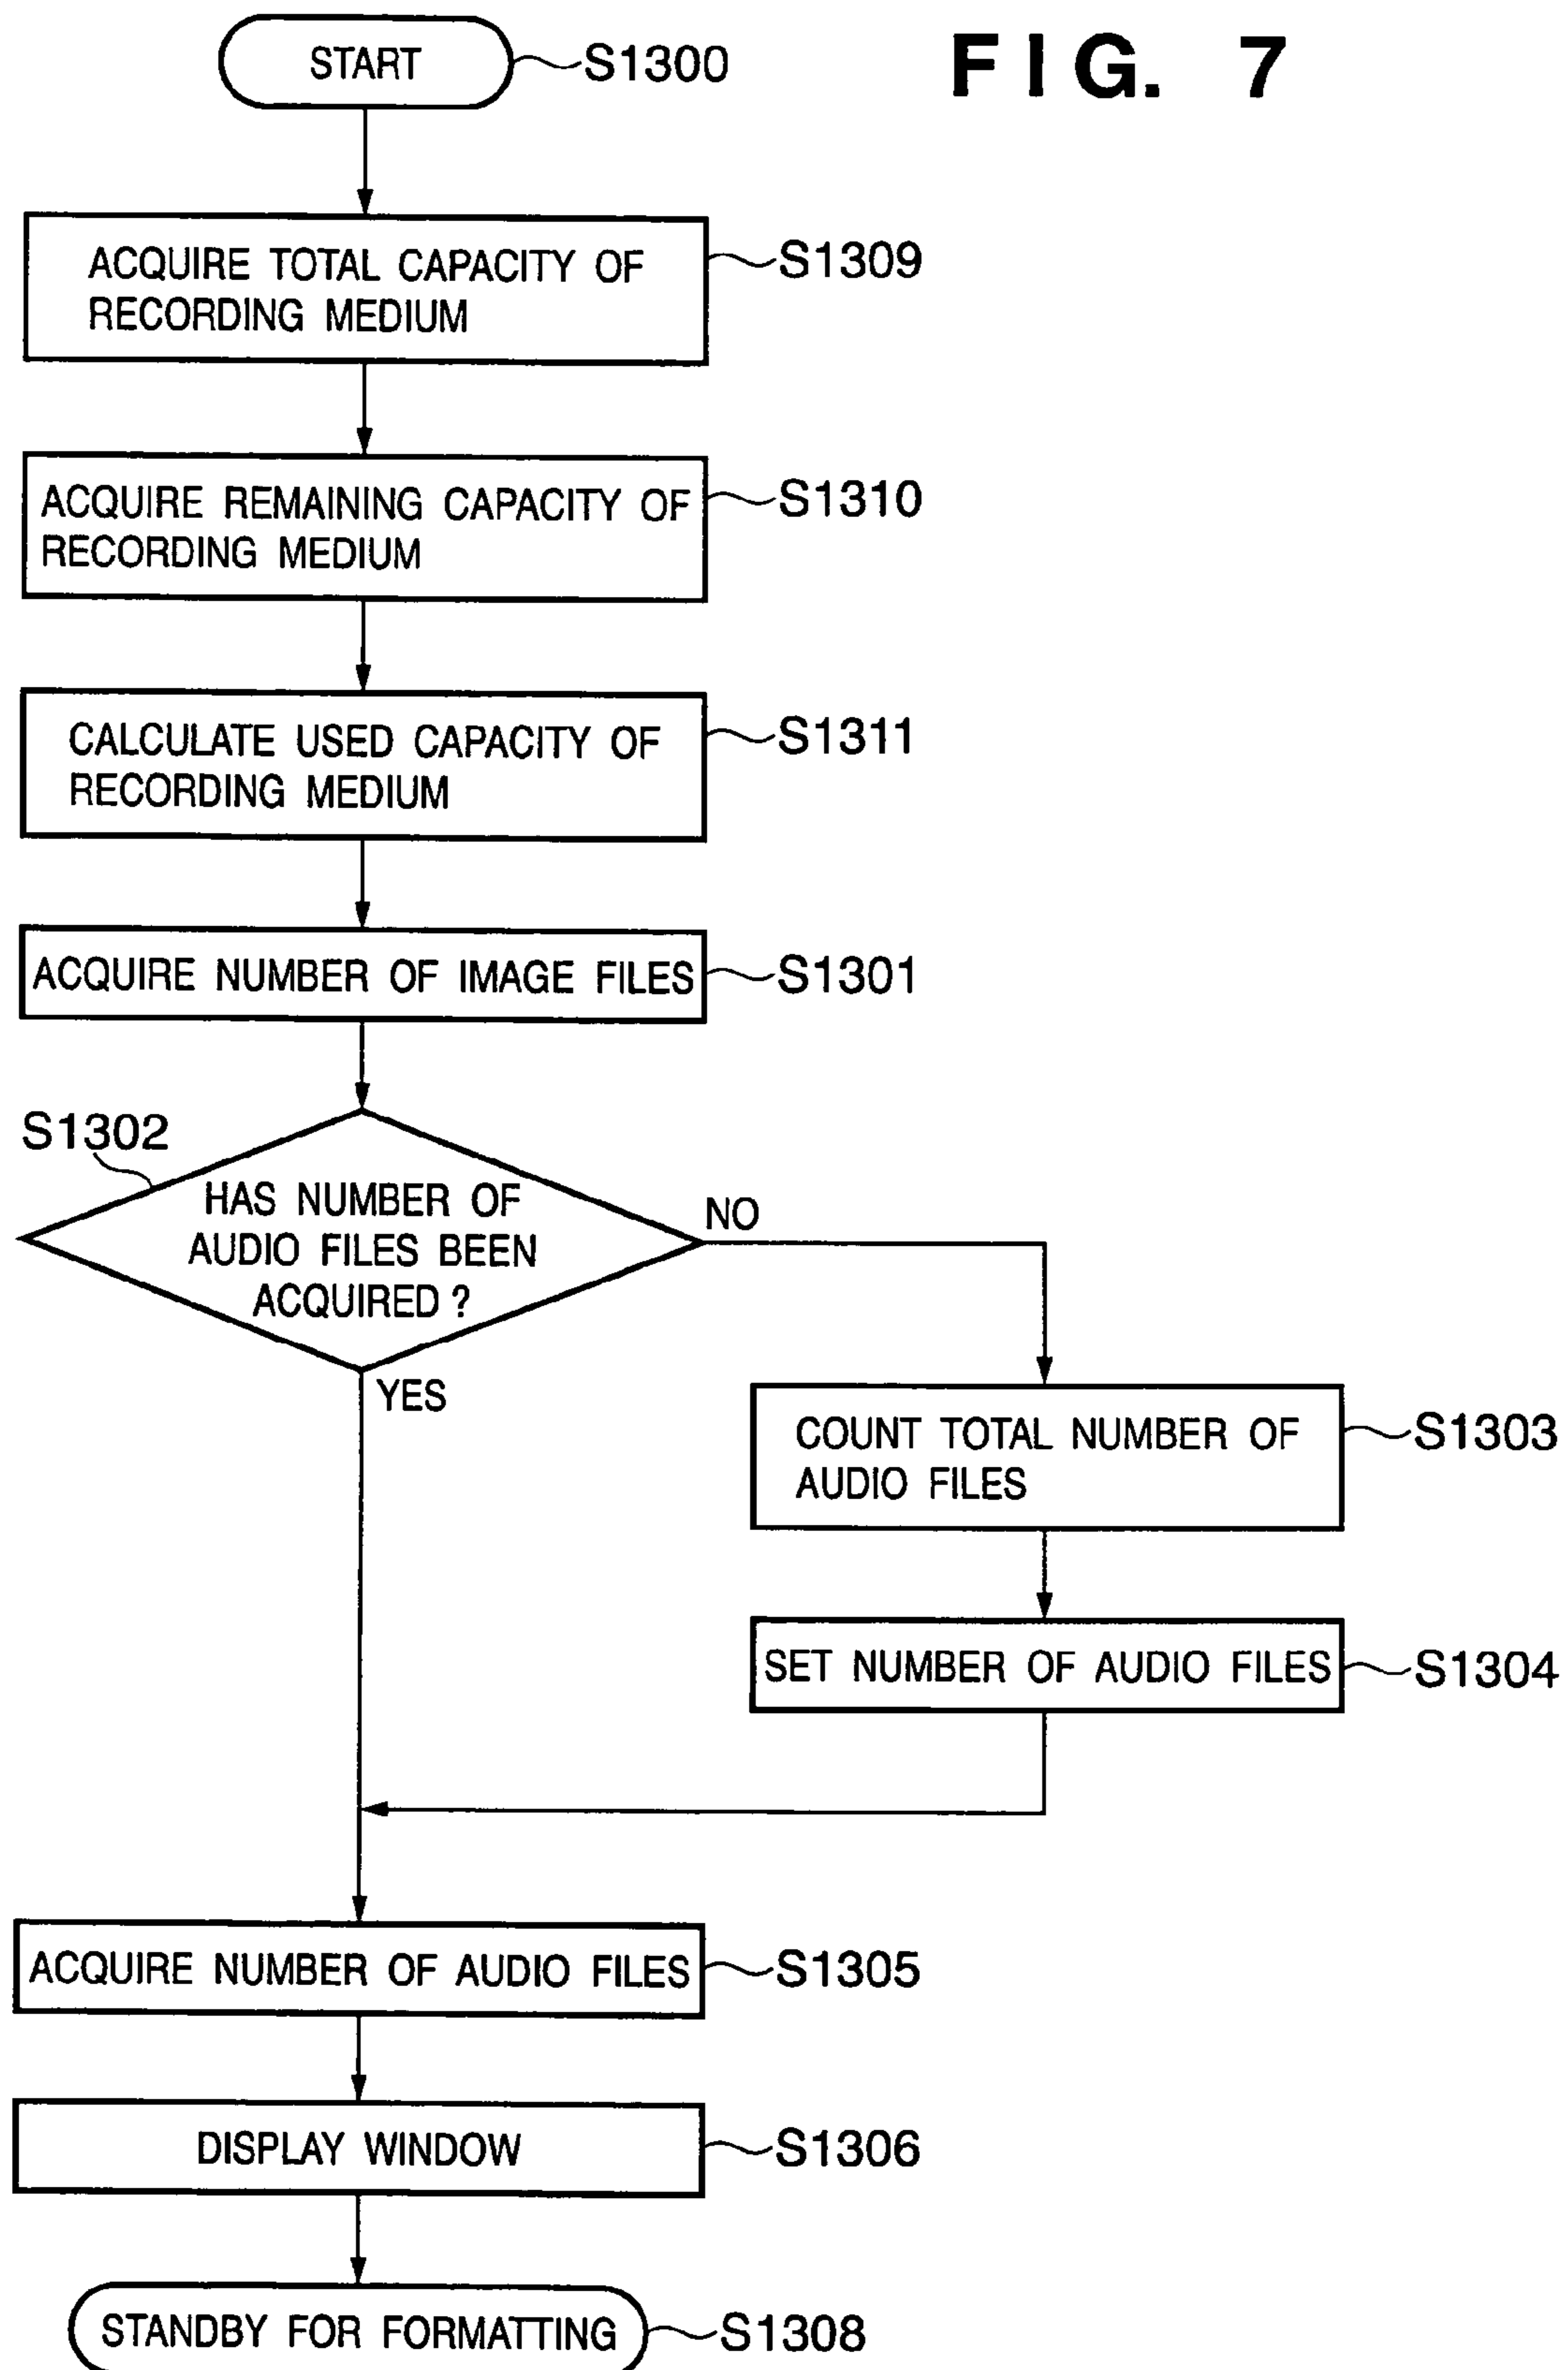 FIG. 7
START
S1300
ACQUIRE TOTAL CAPACITY OF
RECORDING MEDIUM
S1309
ACQUIRE REMAINING CAPACITY OF
RECORDING MEDIUM
S1310
CALCULATE USED CAPACITY OF
RECORDING MEDIUM
S1311
ACQUIRE NUMBER OF IMAGE FILES
S1301
S1302
HAS NUMBER OF
AUDIO FILES BEEN
ACQUIRED ?
NO
YES
COUNT TOTAL NUMBER OF
AUDIO FILES
S1303
SET NUMBER OF AUDIO FILES
S1304
ACQUIRE NUMBER OF AUDIO FILES
S1305
DISPLAY WINDOW
S1306
STANDBY FOR FORMATTING
S1308